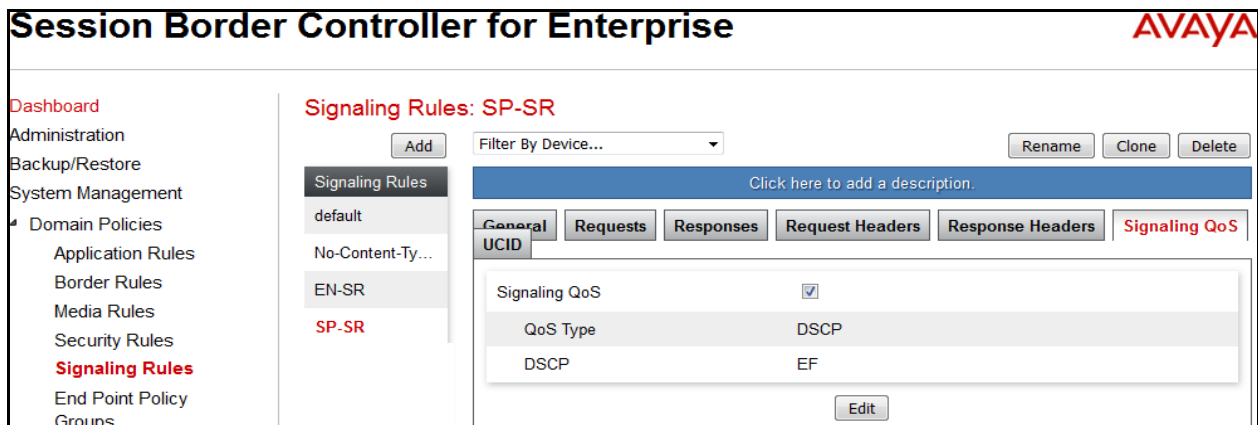 Session Border Controller for Enterprise
AVAYA
Dashboard
Administration
Backup/Restore
System Management
Domain Policies
Application Rules
Border Rules
Media Rules
Security Rules
Signaling Rules
End Point Policy
Groups
Signaling Rules: SP-SR
Add
Filter By Device...
Rename
Clone
Delete
Signaling Rules
default
No-Content-Ty...
EN-SR
SP-SR
Click here to add a description.
General
Requests
Responses
Request Headers
Response Headers
Signaling QoS
UCID
Signaling QoS
QoS Type DSCP
DSCP EF
Edit